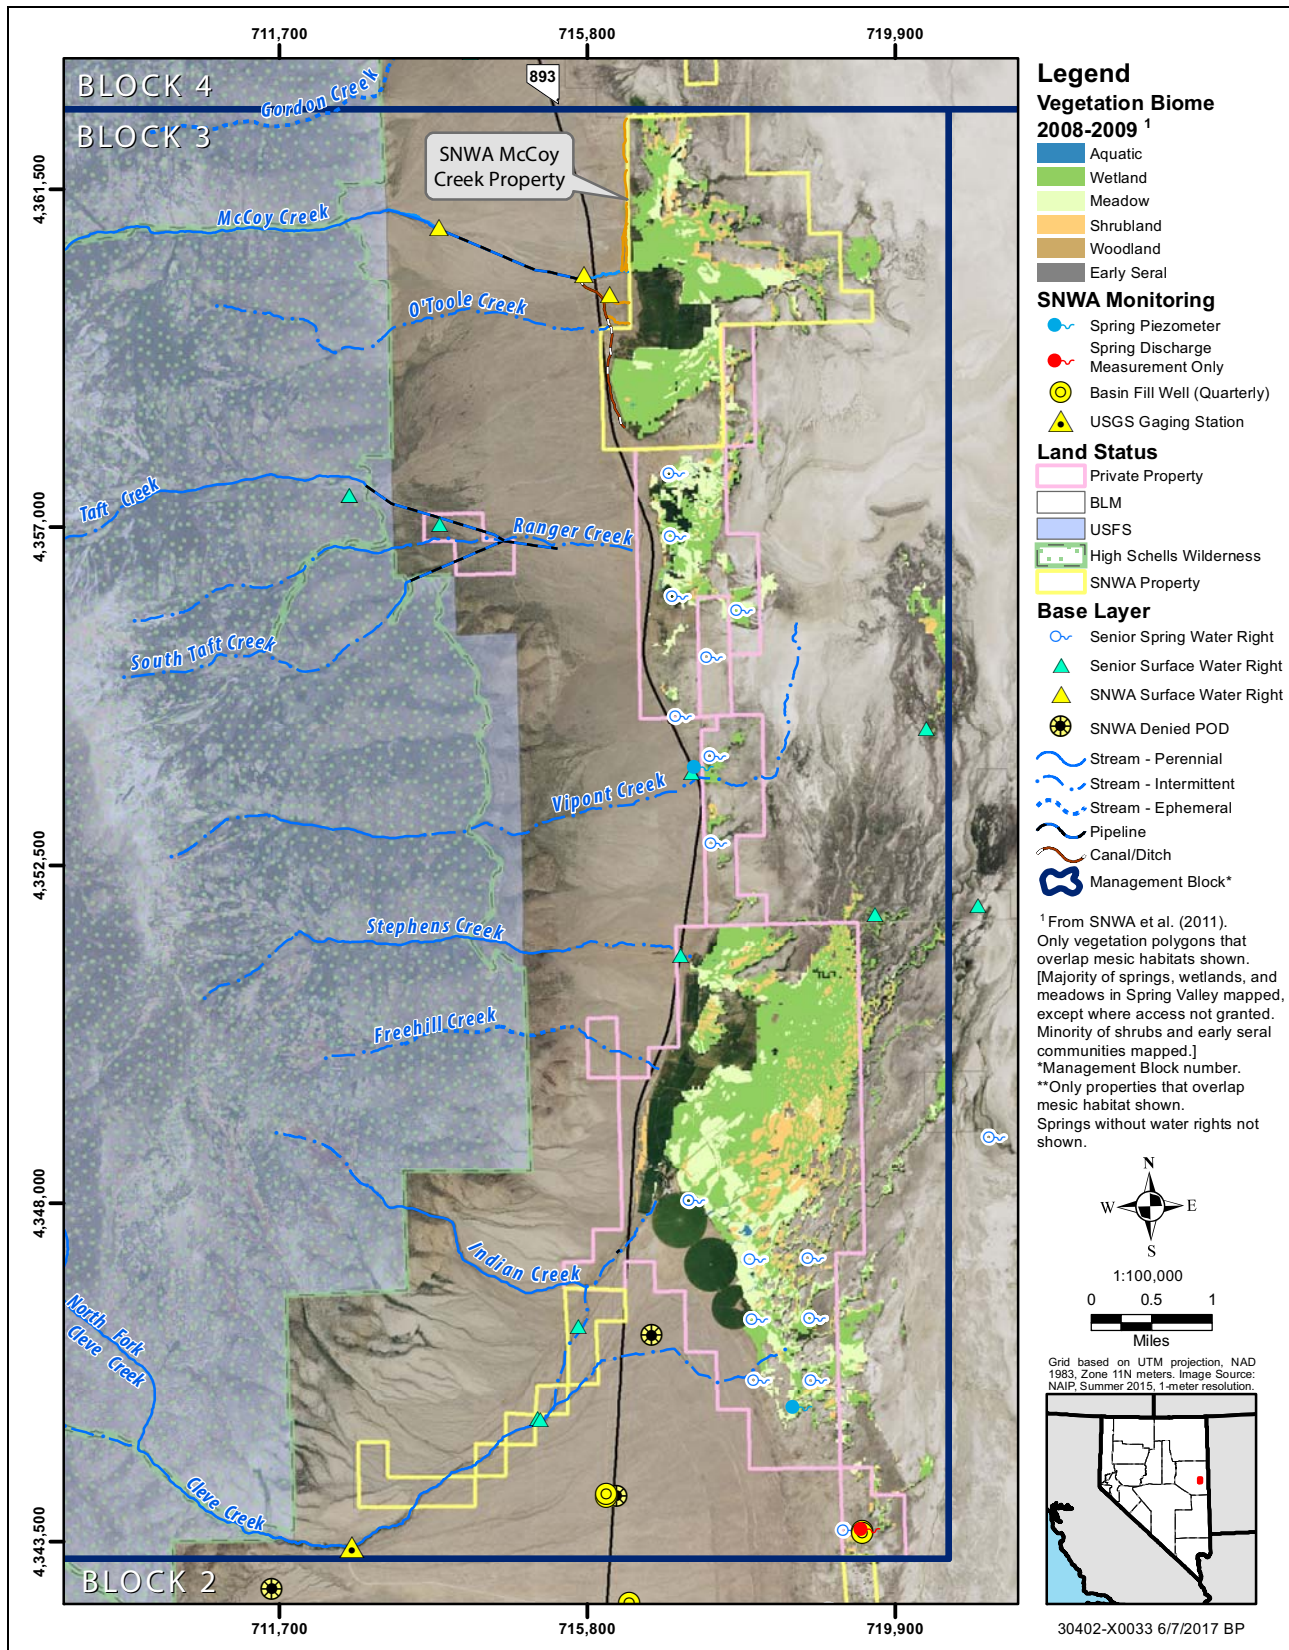 711,700
715,800
719,900
BLOCK 4
Gordon Creek
893
BLOCK 3
SNWA McCoy
Creek Property
4,361,500
McCoy Creek
O'Toole Creek
Taft Creek
4,357,000
Ranger Creek
South Taft Creek
Vipont Creek
4,352,500
Stephens Creek
Freehill Creek
4,348,000
Indian Creek
North Fork
Cleve Creek
Cleve Creek
4,343,500
BLOCK 2
711,700
715,800
719,900
Legend
Vegetation Biome
2008-2009 1
Aquatic
Wetland
Meadow
Shrubland
Woodland
Early Seral
SNWA Monitoring
Spring Piezometer
Spring Discharge
Measurement Only
Basin Fill Well (Quarterly)
USGS Gaging Station
Land Status
Private Property
BLM
USFS
High Schells Wilderness
SNWA Property
Base Layer
Senior Spring Water Right
Senior Surface Water Right
SNWA Surface Water Right
SNWA Denied POD
Stream - Perennial
Stream - Intermittent
Stream - Ephemeral
Pipeline
Canal/Ditch
Management Block*
1 From SNWA et al. (2011).
Only vegetation polygons that
overlap mesic habitats shown.
[Majority of springs, wetlands, and
meadows in Spring Valley mapped,
except where access not granted.
Minority of shrubs and early seral
communities mapped.]
*Management Block number.
**Only properties that overlap
mesic habitat shown.
Springs without water rights not
shown.
N
W E
S
1:100,000
0 0.5 1
Miles
Grid based on UTM projection, NAD
1983, Zone 11N meters. Image Source:
NAIP, Summer 2015, 1-meter resolution.
30402-X0033 6/7/2017 BP